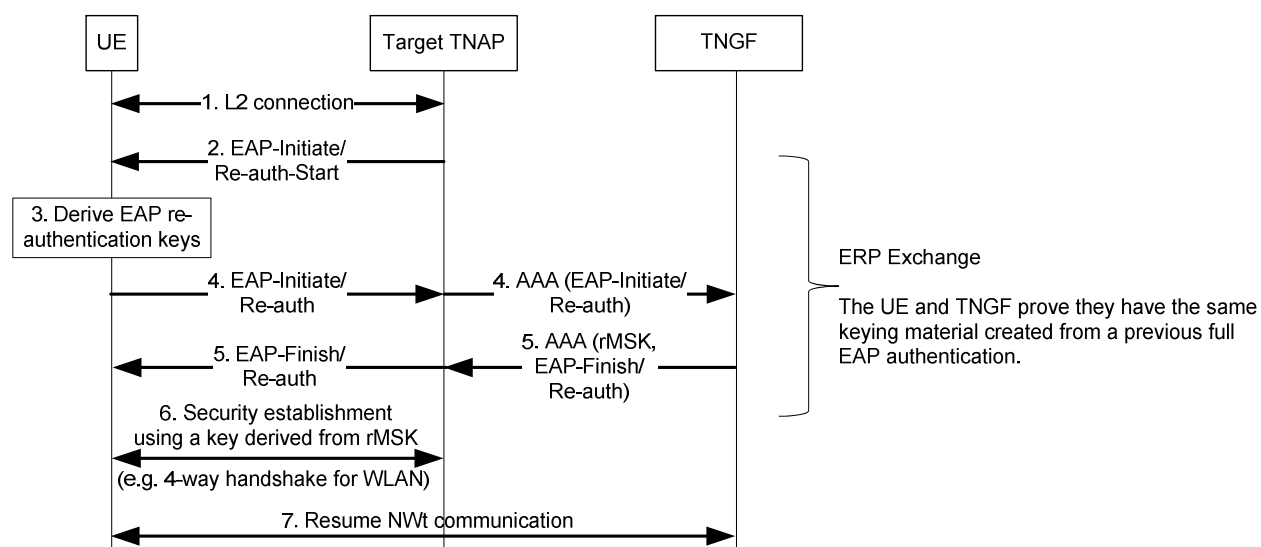 UE
Target TNAP
TNGF
1. L2 connection
2. EAP-Initiate/
Re-auth-Start
3. Derive EAP re-
authentication keys
4. EAP-Initiate/
Re-auth
4. AAA (EAP-Initiate/
Re-auth)
5. EAP-Finish/
Re-auth
5. AAA (rMSK,
EAP-Finish/
Re-auth)
ERP Exchange
The UE and TNGF prove they have the same
keying material created from a previous full
EAP authentication.
6. Security establishment
using a key derived from rMSK
(e.g. 4-way handshake for WLAN)
7. Resume NWt communication